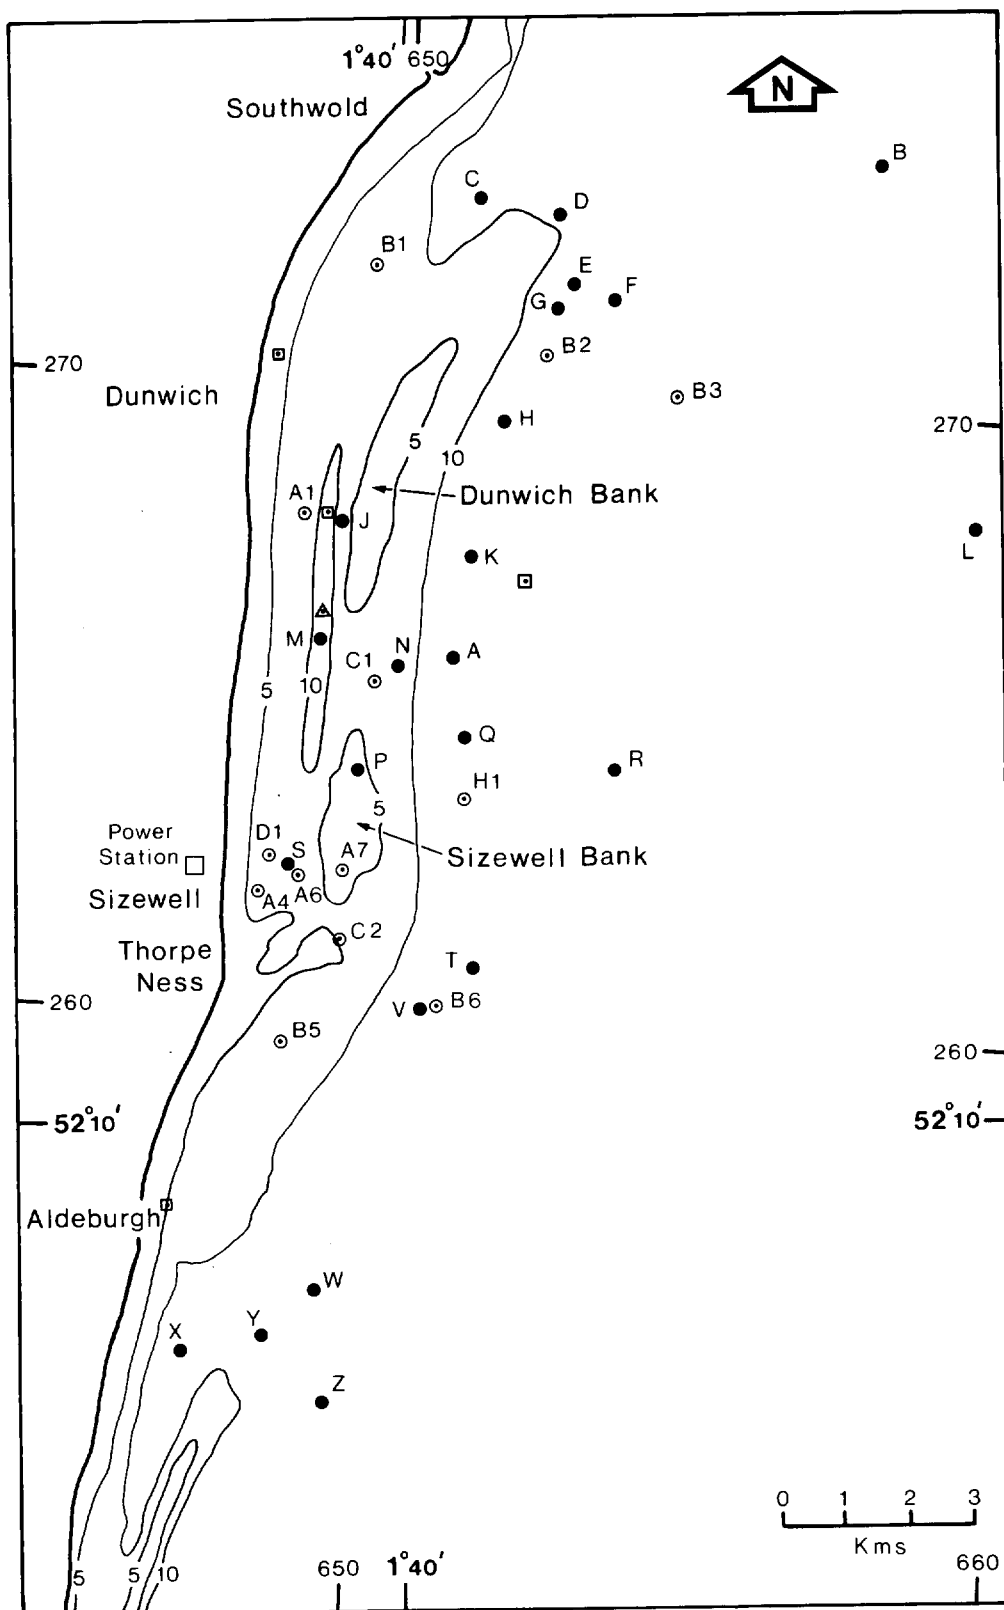 1°40' 650
N
Southwold
B
C
D
B1
E
F
G
B2
270
Dunwich
B3
H
270
5
10
A1
Dunwich Bank
J
K
L
M
N
A
C1
5
10
Q
P
R
H1
5
Power
Station
D1
S
A7
Sizewell Bank
Sizewell
A4
A6
C2
Thorpe
Ness
T
260
V
B6
B5
260
52°10'
52°10'
Aldeburgh
W
Y
X
Z
0 1 2 3
Kms
5
5
10
650
1°40'
660